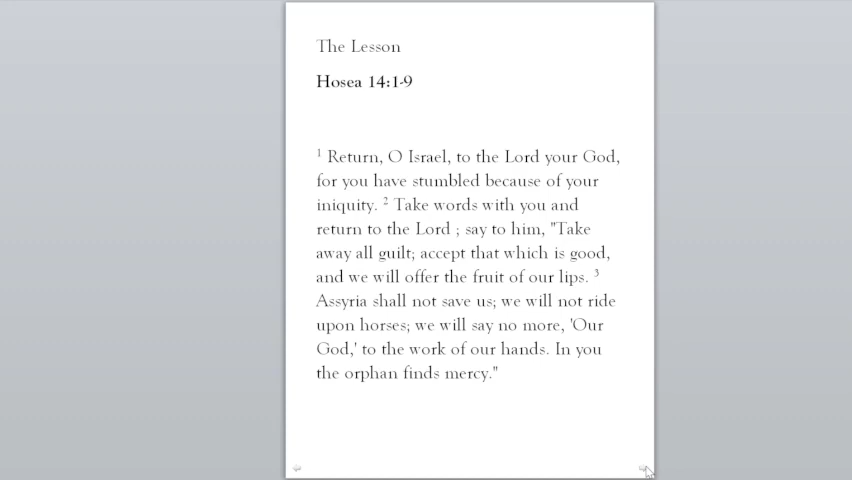 The Lesson
Hosea 14:1-9
1 Return, O Israel, to the Lord your God,
for you have stumbled because of your
iniquity. 2 Take words with you and
return to the Lord ; say to him, "Take
away all guilt; accept that which is good,
and we will offer the fruit of our lips. 3
Assyria shall not save us; we will not ride
upon horses; we will say no more, 'Our
God,' to the work of our hands. In you
the orphan finds mercy."